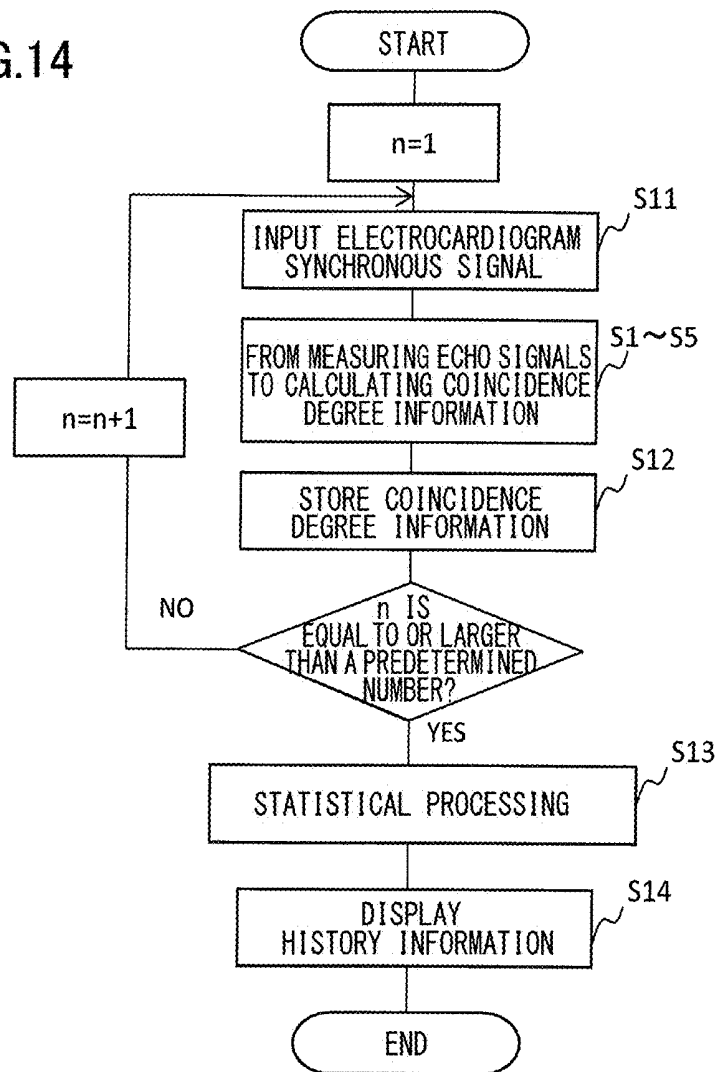 G.14
START
n=1
S11
INPUT ELECTROCARDIOGRAM
SYNCHRONOUS SIGNAL
S1～S5
FROM MEASURING ECHO SIGNALS
TO CALCULATING COINCIDENCE
DEGREE INFORMATION
n=n+1
S12
STORE COINCIDENCE
DEGREE INFORMATION
NO
n IS
EQUAL TO OR LARGER
THAN A PREDETERMINED
NUMBER?
YES
S13
STATISTICAL PROCESSING
S14
DISPLAY
HISTORY INFORMATION
END